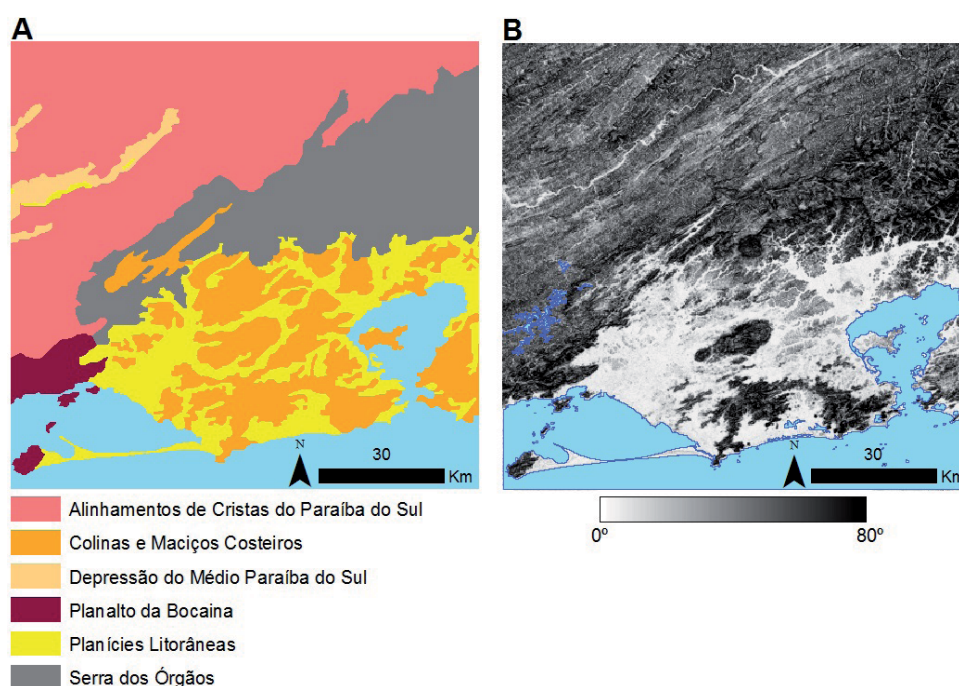 A
B
N
30
Km
N
30
Km
Alinhamentos de Cristas do Paraíba do Sul
Colinas e Maciços Costeiros
Depressão do Médio Paraíba do Sul
Planalto da Bocaina
Planícies Litorâneas
Serra dos Órgãos
0º
80º